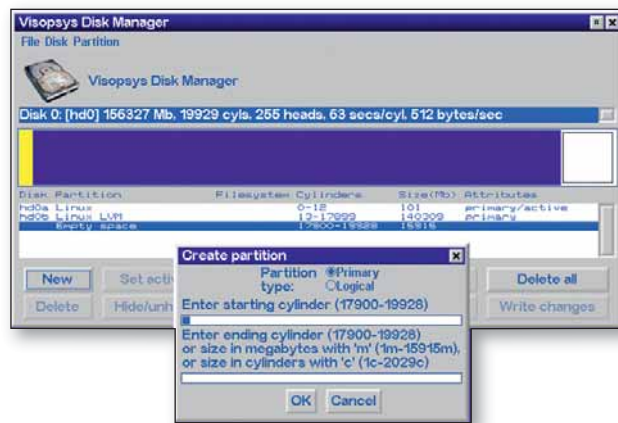 Visopsys Disk Manager
File Disk Partition
Visopsys Disk Manager
Disk 0: [hd0] 156327 Mb, 19929 cyls, 255 heads, 63 secs/cyl, 512 bytes/sec
Disk Partition Filesystem Cylinders Size(Mb) Attributes
hd0a Linux 0-12 101 primary/active
hd0b Linux LVM 13-17899 140309 primary
Empty space 17900-19928 15915
New Set acti Delete all
Delete Hide/unh Write changes
Create partition
Partition type: Primary
Logical
Enter starting cylinder (17900-19928)
Enter ending cylinder (17900-19928)
or size in megabytes with 'm' (1m-15915m),
or size in cylinders with 'c' (1c-2029c)
OK Cancel